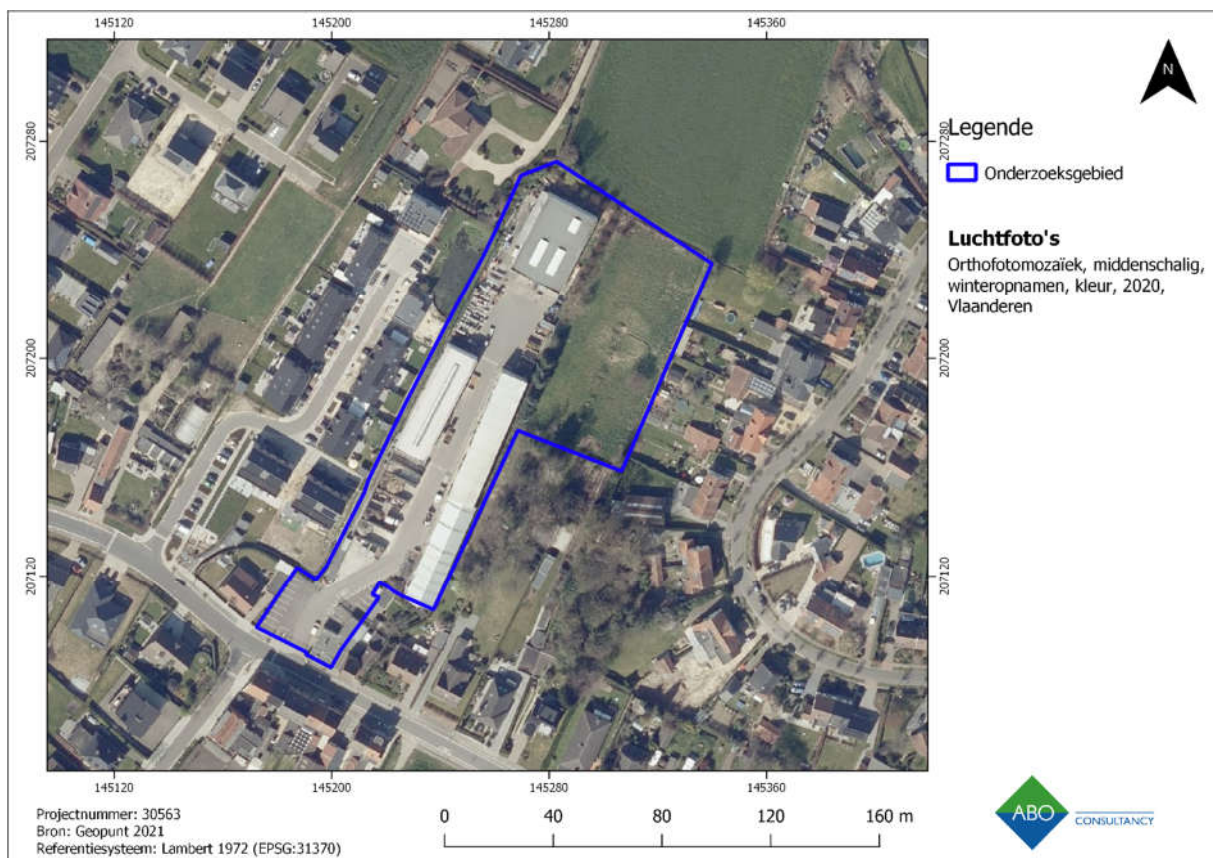 145120 145200 145280 145360
N
207280 207280
Legende
Onderzoeksgebied
Luchtfoto's
Orthofotomozaïek, middenschalig,
winteropnamen, kleur, 2020,
Vlaanderen
207200 207200
207120 207120
145120 145200 145280 145360
Projectnummer: 30563
Bron: Geopunt 2021
Referentiesysteem: Lambert 1972 (EPSG:31370)
0 40 80 120 160 m
ABO CONSULTANCY